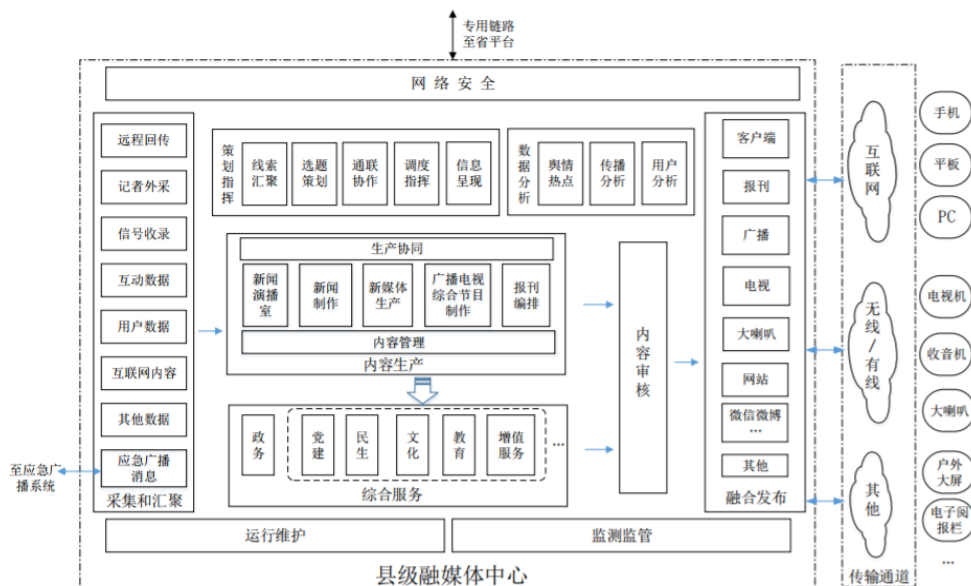 专用链路
至省平台
网络安全
远程回传
记者外采
信号收录
互动数据
用户数据
互联网内容
其他数据
应急广播
消息
采集和汇聚
至应急广
播系统
策划指挥
线索
汇聚
选题
策划
通联
协作
调度
指挥
信息
呈现
数据分析
舆情
热点
传播
分析
用户
分析
生产协同
新闻
演播
室
新闻
制作
新媒体
生产
广播电视
综合节目
制作
报刊
编排
内容管理
内容生产
政务
党建
民生
文化
教育
增值
服务
...
综合服务
内容审核
客户端
报刊
广播
电视
大喇叭
网站
微信微博
...
其他
融合发布
运行维护
监测监管
县级融媒体中心
互联网
无线/有线
其他
传输通道
手机
平板
PC
电视机
收音机
大喇叭
户外
大屏
电子阅
报栏
...